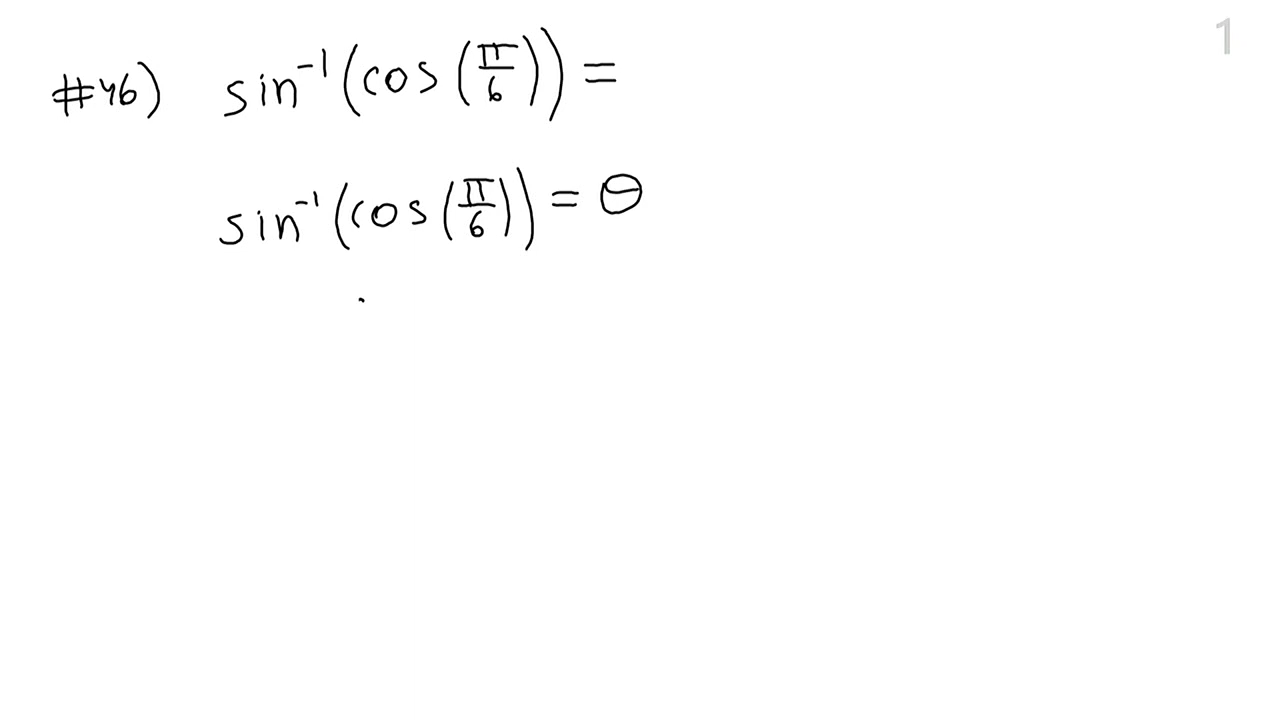 1
#46) sin⁻¹(cos(π/6)) =
sin⁻¹(cos(π/6)) = θ